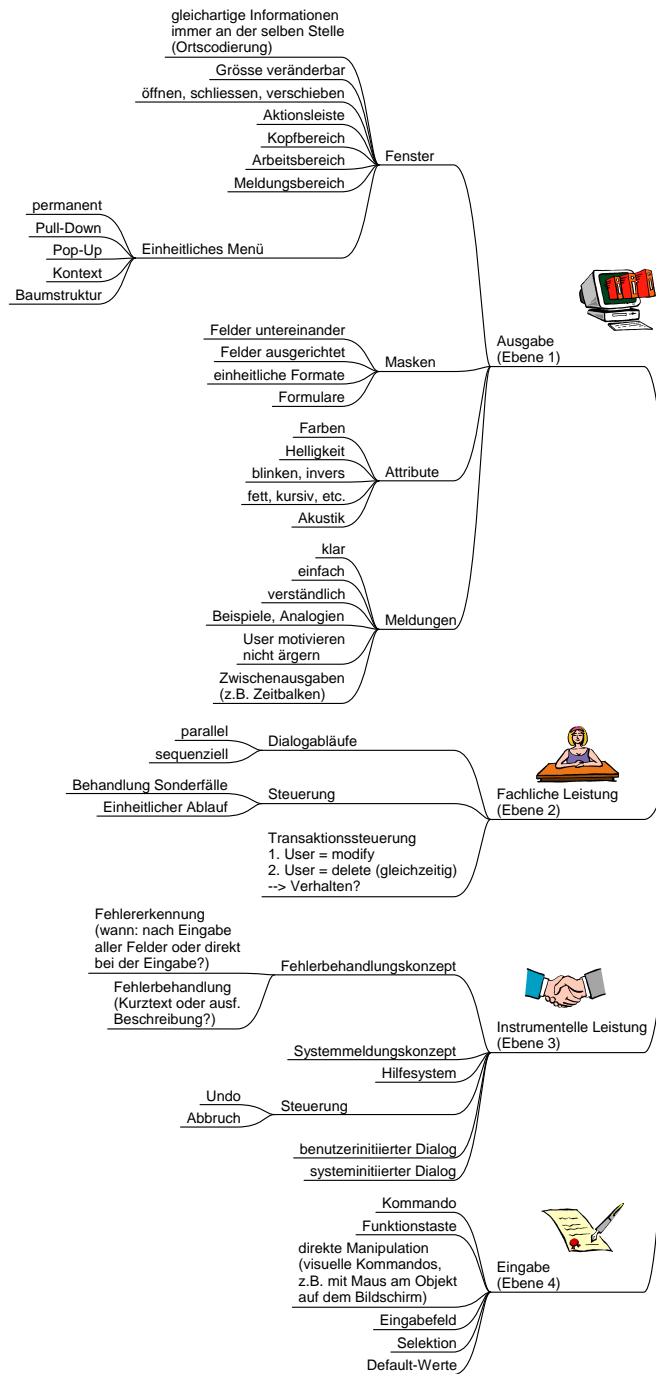 gleichartige Informationen
immer an der selben Stelle
(Ortscodierung)
Grösse veränderbar
öffnen, schliessen, verschieben
Aktionsleiste
Kopfbereich
Arbeitsbereich
Meldungsbereich
Fenster
permanent
Pull-Down
Pop-Up
Kontext
Baumstruktur
Einheitliches Menü
Felder untereinander
Felder ausgerichtet
einheitliche Formate
Formulare
Masken
Ausgabe
(Ebene 1)
Farben
Helligkeit
blinken, invers
fett, kursiv, etc.
Akustik
Attribute
klar
einfach
verständlich
Beispiele, Analogien
User motivieren
nicht ärgern
Zwischenausgaben
(z.B. Zeitbalken)
Meldungen
parallel
sequenziell
Dialogabläufe
Behandlung Sonderfälle
Einheitlicher Ablauf
Steuerung
Transaktionssteuerung
1. User = modify
2. User = delete (gleichzeitig)
--> Verhalten?
Fachliche Leistung
(Ebene 2)
Fehlererkennung
(wann: nach Eingabe
aller Felder oder direkt
bei der Eingabe?)
Fehlerbehandlung
(Kurztext oder ausf.
Beschreibung?)
Fehlerbehandlungskonzept
Systemmeldungskonzept
Hilfesystem
Undo
Abbruch
Steuerung
benutzerinitiierter Dialog
systeminitiierter Dialog
Instrumentelle Leistung
(Ebene 3)
Kommando
Funktionstaste
direkte Manipulation
(visuelle Kommandos,
z.B. mit Maus am Objekt
auf dem Bildschirm)
Eingabefeld
Selektion
Default-Werte
Eingabe
(Ebene 4)